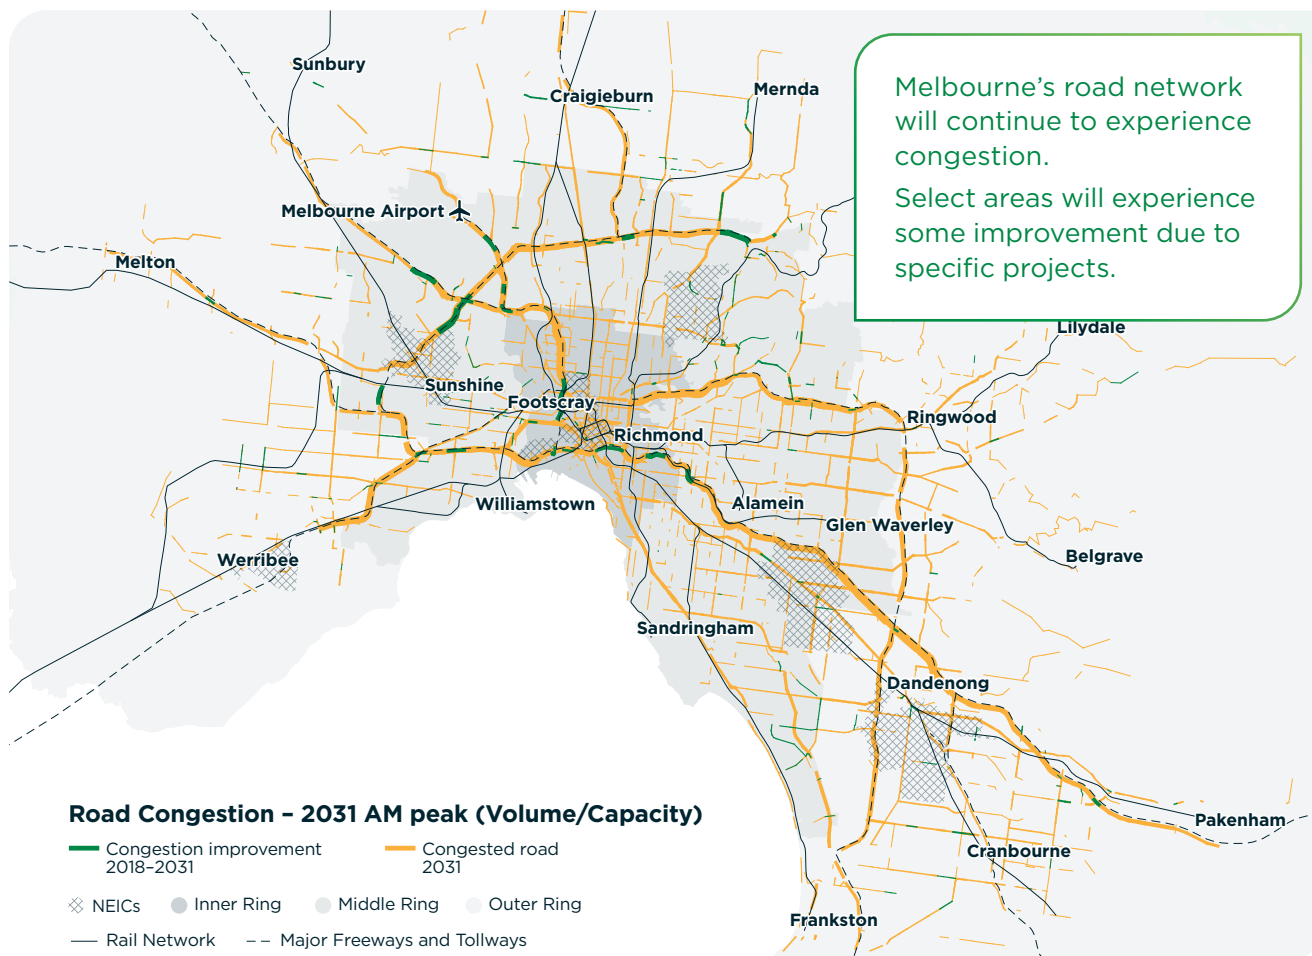 Sunbury
Craigieburn
Mernda
Melbourne's road network
will continue to experience
congestion.
Select areas will experience
some improvement due to
specific projects.
Melbourne Airport
Melton
Lilydale
Sunshine
Footscray
Ringwood
Richmond
Williamstown
Alamein
Glen Waverley
Werribee
Belgrave
Sandringham
Dandenong
Pakenham
Cranbourne
Frankston
Road Congestion – 2031 AM peak (Volume/Capacity)
Congestion improvement
2018–2031
Congested road
2031
NEICs
Inner Ring
Middle Ring
Outer Ring
Rail Network
Major Freeways and Tollways